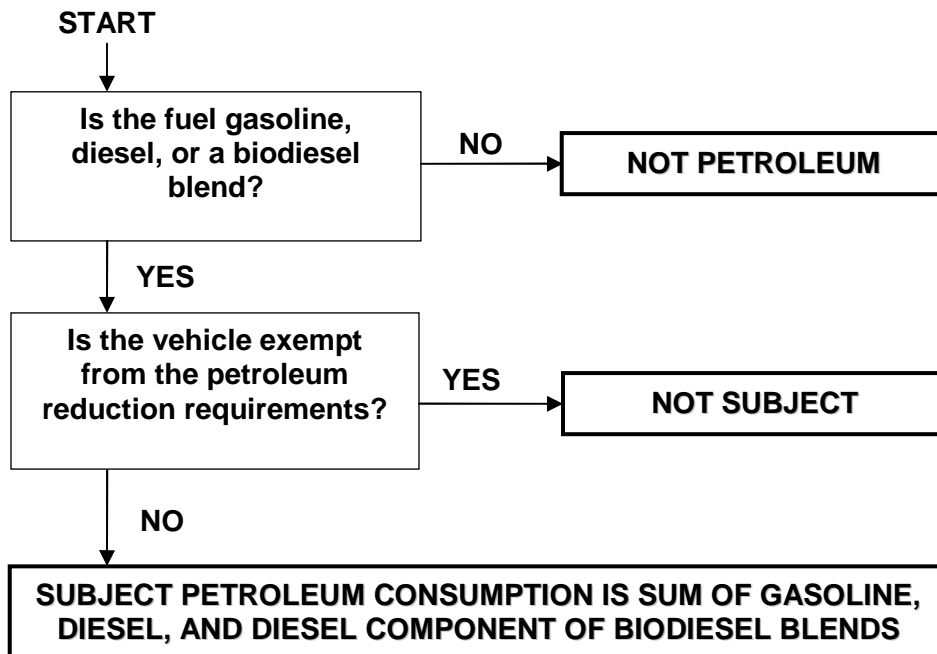 START
Is the fuel gasoline,
diesel, or a biodiesel
blend?
NO
NOT PETROLEUM
YES
Is the vehicle exempt
from the petroleum
reduction requirements?
YES
NOT SUBJECT
NO
SUBJECT PETROLEUM CONSUMPTION IS SUM OF GASOLINE,
DIESEL, AND DIESEL COMPONENT OF BIODIESEL BLENDS